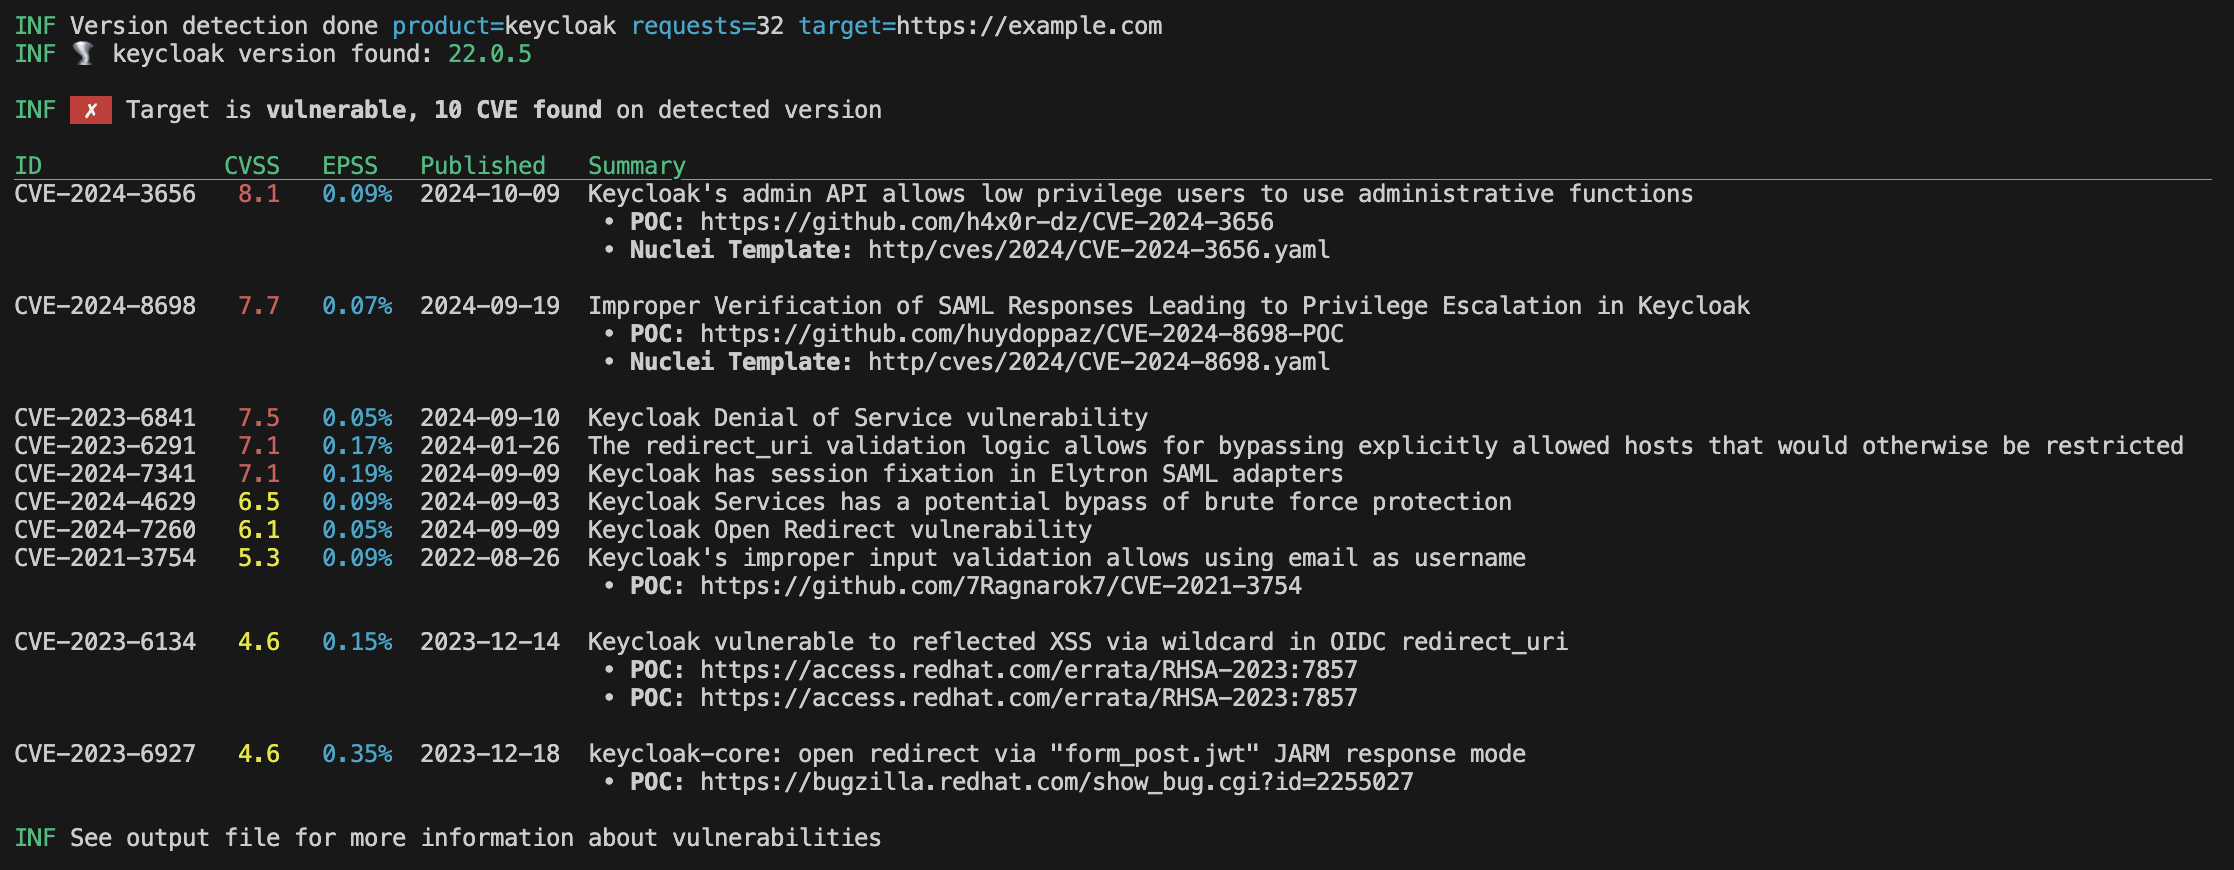 INF Version detection done product=keycloak requests=32 target=https://example.com
INF 🌪️ keycloak version found: 22.0.5
INF ✗ Target is vulnerable, 10 CVE found on detected version
ID CVSS EPSS Published Summary
CVE-2024-3656 8.1 0.09% 2024-10-09 Keycloak's admin API allows low privilege users to use administrative functions
• POC: https://github.com/h4x0r-dz/CVE-2024-3656
• Nuclei Template: http/cves/2024/CVE-2024-3656.yaml
CVE-2024-8698 7.7 0.07% 2024-09-19 Improper Verification of SAML Responses Leading to Privilege Escalation in Keycloak
• POC: https://github.com/huydoppaz/CVE-2024-8698-POC
• Nuclei Template: http/cves/2024/CVE-2024-8698.yaml
CVE-2023-6841 7.5 0.05% 2024-09-10 Keycloak Denial of Service vulnerability
CVE-2023-6291 7.1 0.17% 2024-01-26 The redirect_uri validation logic allows for bypassing explicitly allowed hosts that would otherwise be restricted
CVE-2024-7341 7.1 0.19% 2024-09-09 Keycloak has session fixation in Elytron SAML adapters
CVE-2024-4629 6.5 0.09% 2024-09-03 Keycloak Services has a potential bypass of brute force protection
CVE-2024-7260 6.1 0.05% 2024-09-09 Keycloak Open Redirect vulnerability
CVE-2021-3754 5.3 0.09% 2022-08-26 Keycloak's improper input validation allows using email as username
• POC: https://github.com/7Ragnarok7/CVE-2021-3754
CVE-2023-6134 4.6 0.15% 2023-12-14 Keycloak vulnerable to reflected XSS via wildcard in OIDC redirect_uri
• POC: https://access.redhat.com/errata/RHSA-2023:7857
• POC: https://access.redhat.com/errata/RHSA-2023:7857
CVE-2023-6927 4.6 0.35% 2023-12-18 keycloak-core: open redirect via "form_post.jwt" JARM response mode
• POC: https://bugzilla.redhat.com/show_bug.cgi?id=2255027
INF See output file for more information about vulnerabilities